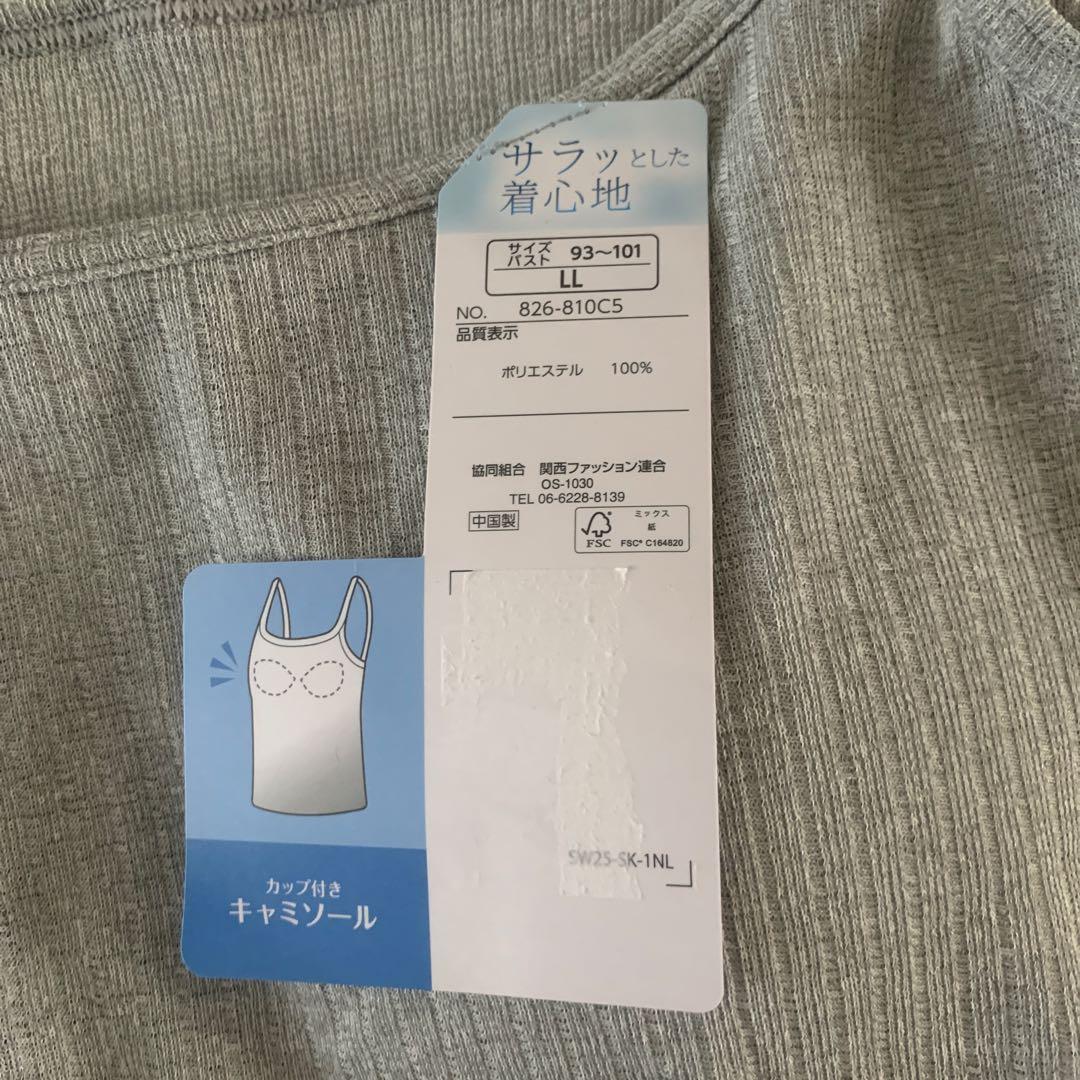 サラッとした
着心地
サイズ
バスト 93〜101
LL
NO. 826-810C5
品質表示
ポリエステル 100%
協同組合 関西ファッション連合
OS-1030
TEL 06-6228-8139
中国製
ミックス
紙
FSC
FSC® C164820
SW25-SK-1NL
カップ付き
キャミソール